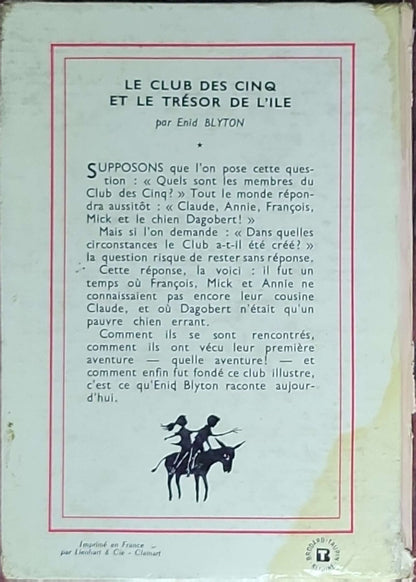 LE CLUB DES CINQ
ET LE TRÉSOR DE L'ILE
par Enid BLYTON
★
SUPPOSONS que l'on pose cette ques-
tion : « Quels sont les membres du
Club des Cinq? » Tout le monde répon-
dra aussitôt : « Claude, Annie, François,
Mick et le chien Dagobert! »
Mais si l'on demande : « Dans quelles
circonstances le Club a-t-il été créé? »
la question risque de rester sans réponse.
Cette réponse, la voici : il fut un
temps où François, Mick et Annie ne
connaissaient pas encore leur cousine
Claude, et où Dagobert n'était qu'un
pauvre chien errant.
Comment ils se sont rencontrés,
comment ils ont vécu leur première
aventure — quelle aventure! — et
comment enfin fut fondé ce club illustre,
c'est ce qu'Enid Blyton raconte aujour-
d'hui.
Imprimé en France
par Lienhart & Cie - Clamart
BRODARD-TAUPIN